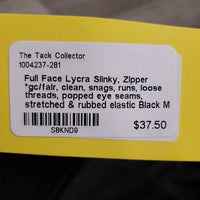 The Tack Collector
1004237-281
Full Face Lycra Slinky, Zipper
*gc/fair, clean, snags, runs, loose
threads, popped eye seams,
stretched & rubbed elastic Black M
S8KND9
$37.50